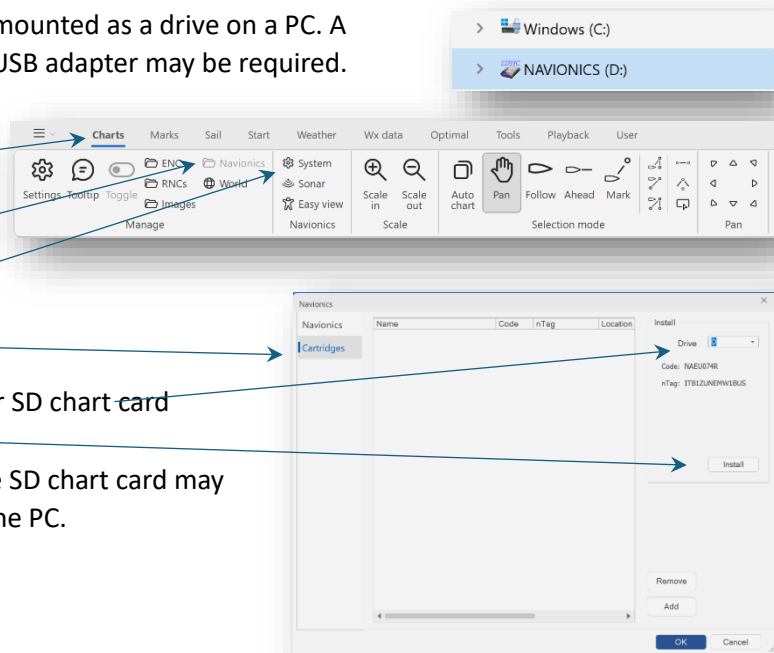 mounted as a drive on a PC. A
USB adapter may be required.
Windows (C:)
NAVIONICS (D:)
Charts Marks Sail Start Weather Wx data Optimal Tools Playback User
Settings Tooltip Toggle
ENCs
RNCs
Images
Navionics
World
Manage
System
Sonar
Easy view
Navionics
Scale in
Scale out
Scale
Auto chart
Pan Follow Ahead Mark
Selection mode
Pan
Navionics
Navionics
Cartridges
Name Code nTag Location
Install
Drive D
Code: NAEU074R
nTag: ITB1ZUNEMW1BUS
Install
r SD chart card
e SD chart card may
he PC.
Remove
Add
OK Cancel